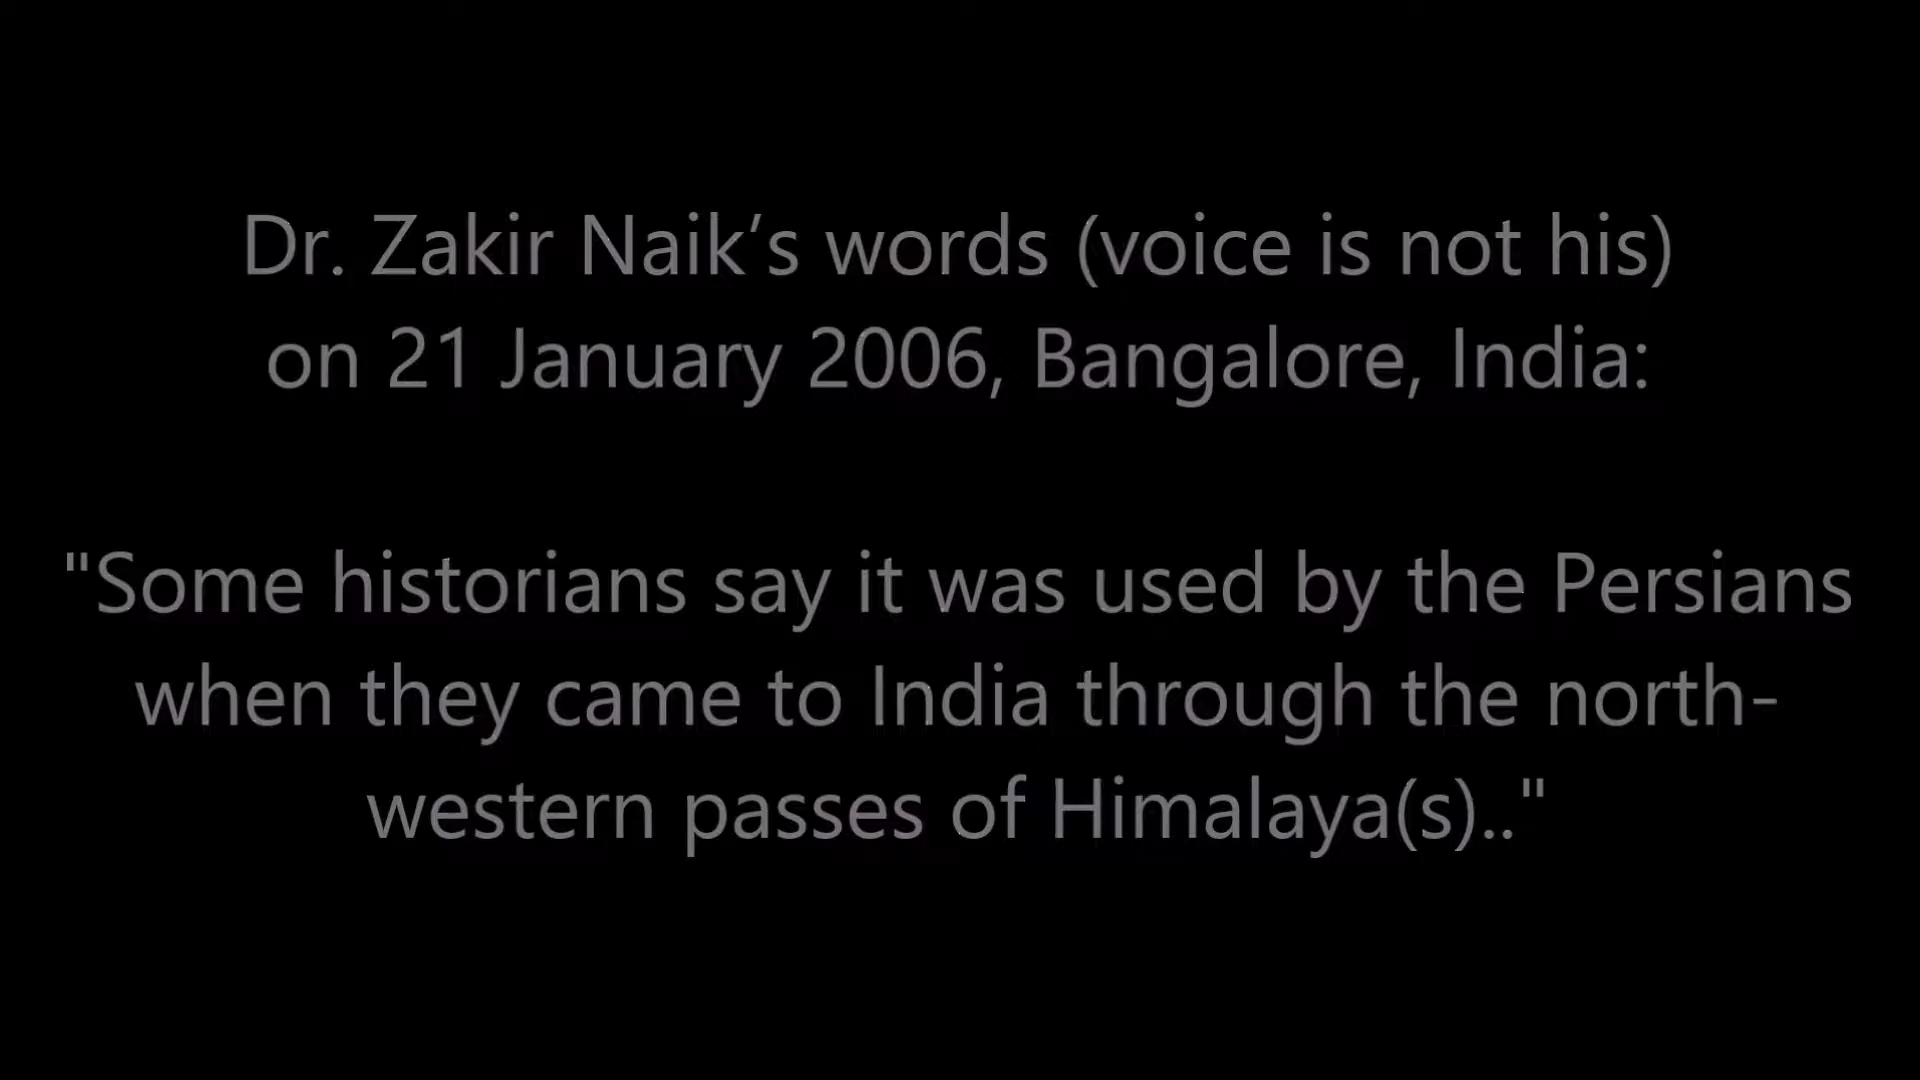 Dr. Zakir Naik’s words (voice is not his)
on 21 January 2006, Bangalore, India:
"Some historians say it was used by the Persians
when they came to India through the north-
western passes of Himalaya(s).."